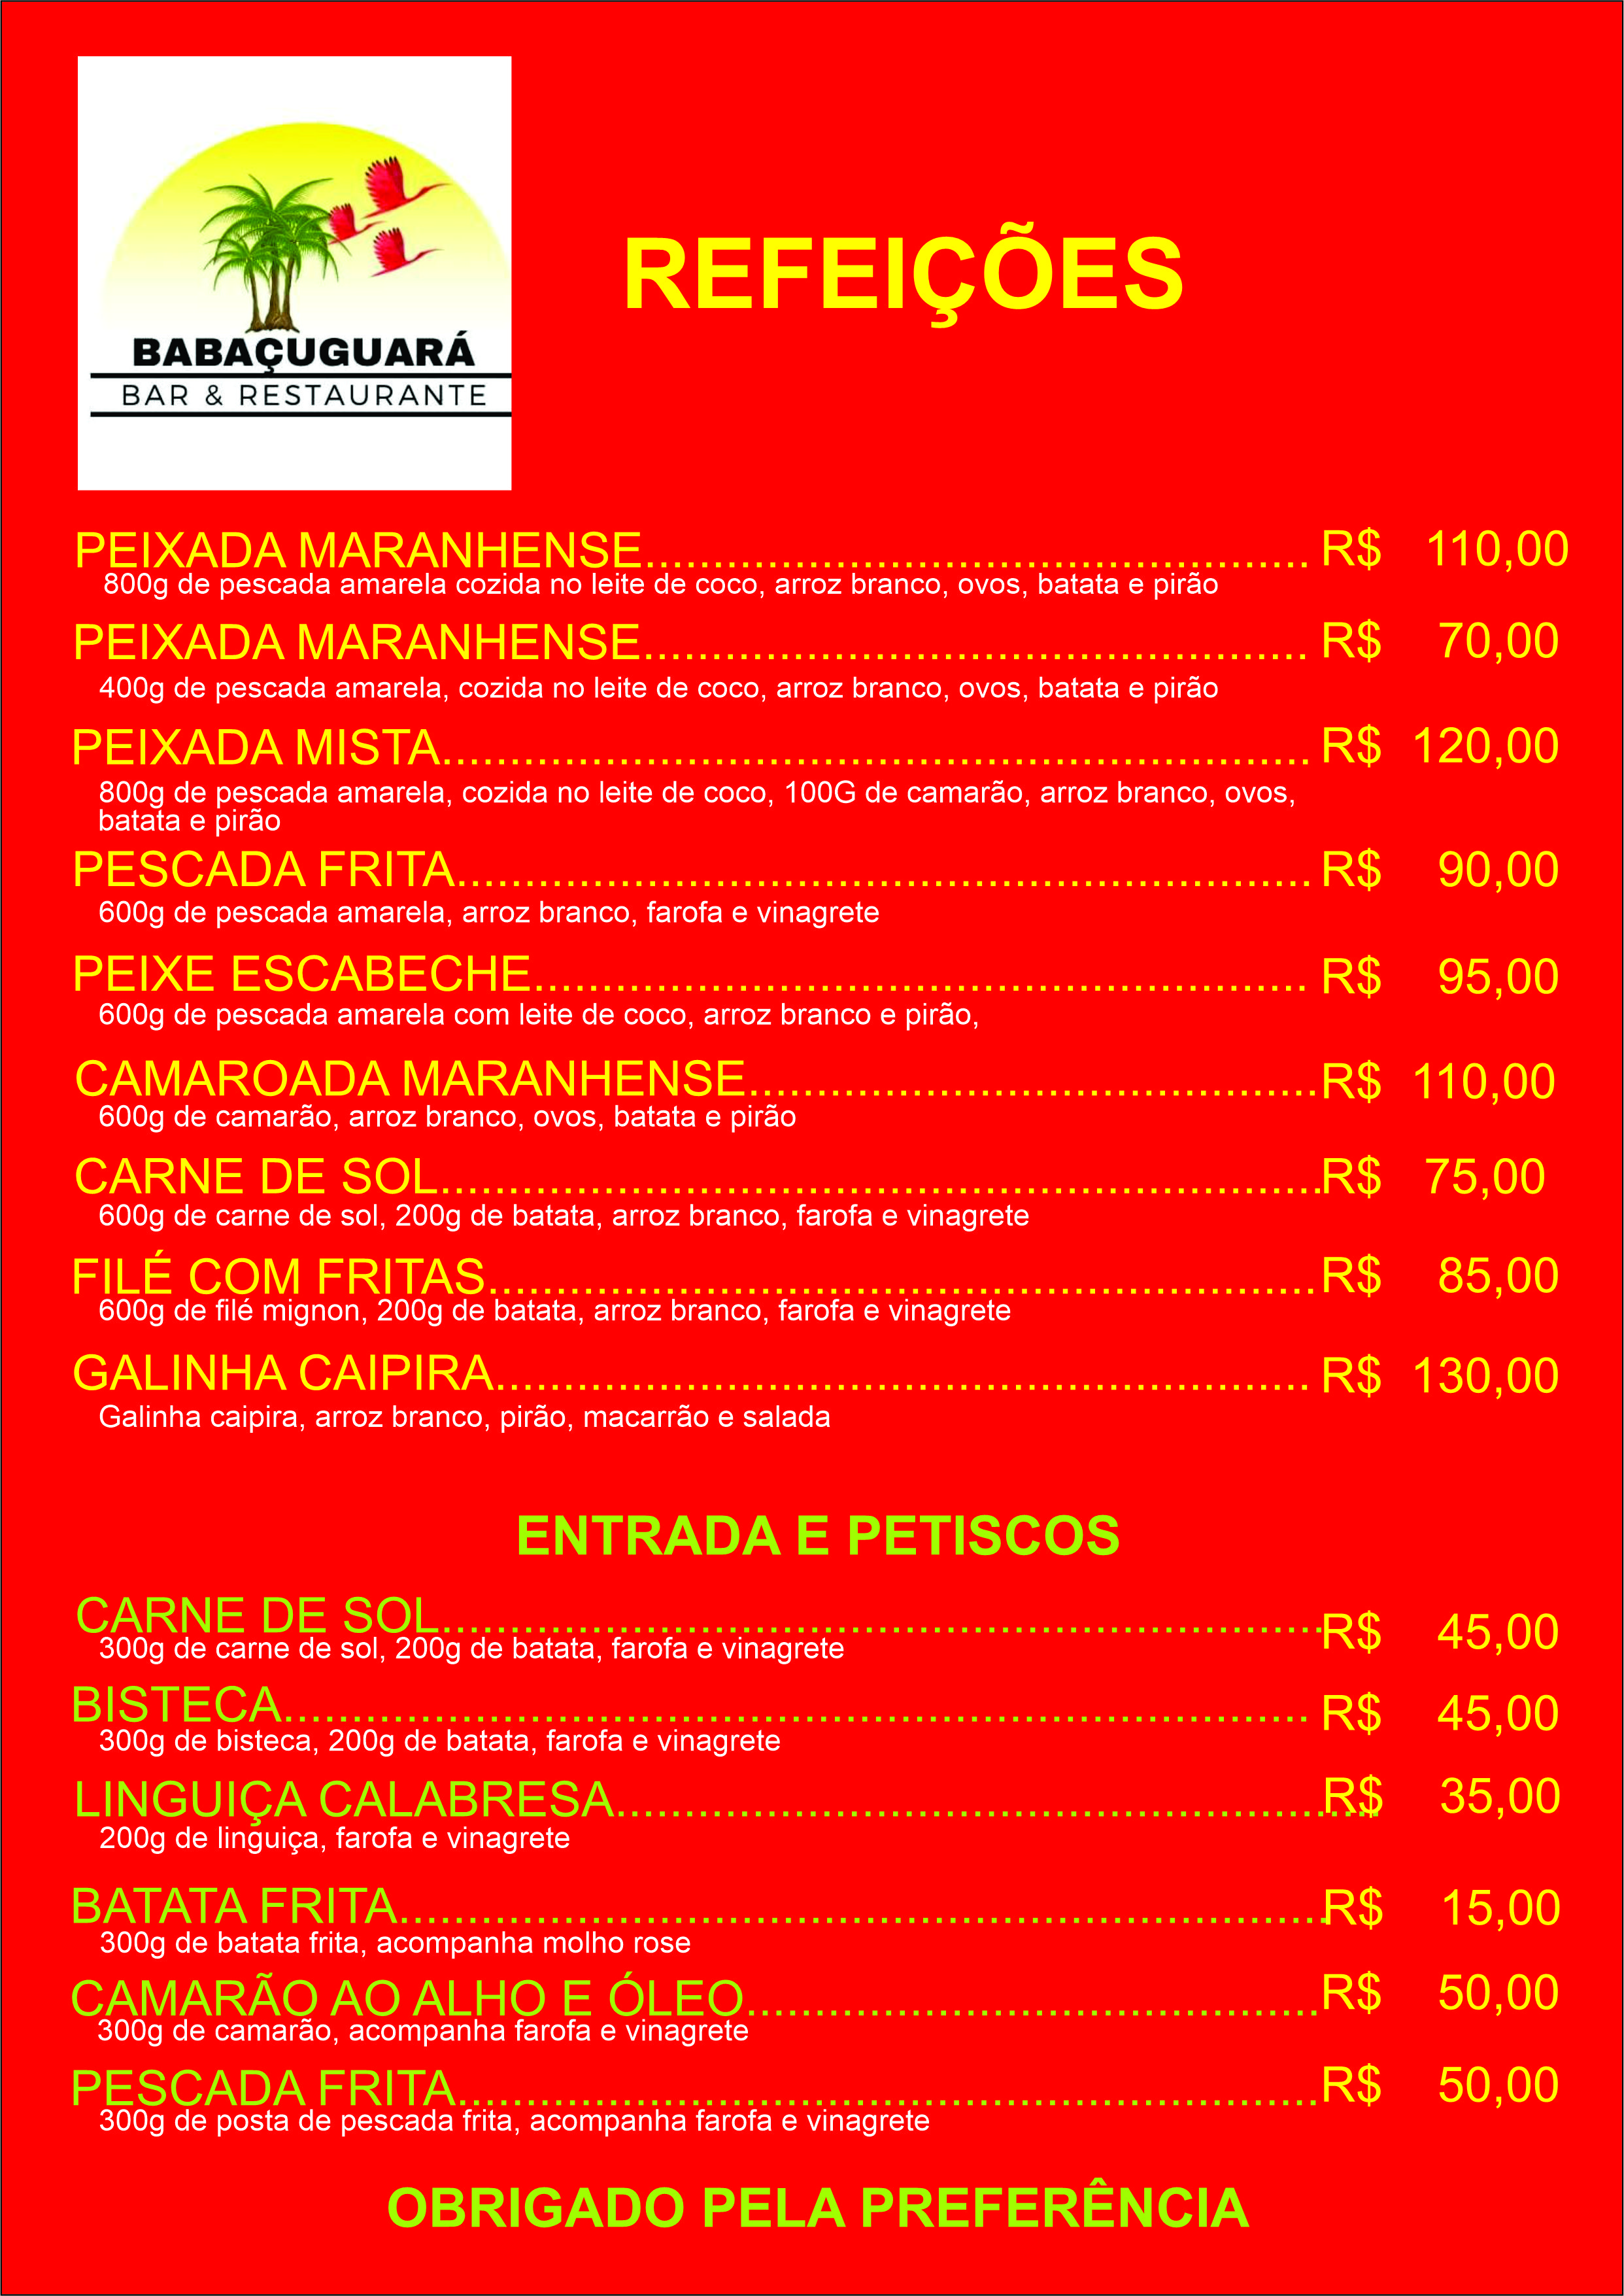 BABAÇUGUARÁ
BAR & RESTAURANTE
REFEIÇÕES
PEIXADA MARANHENSE................................................. R$ 110,00
800g de pescada amarela cozida no leite de coco, arroz branco, ovos, batata e pirão
PEIXADA MARANHENSE................................................. R$ 70,00
400g de pescada amarela, cozida no leite de coco, arroz branco, ovos, batata e pirão
PEIXADA MISTA................................................................ R$ 120,00
800g de pescada amarela, cozida no leite de coco, 100G de camarão, arroz branco, ovos,
batata e pirão
PESCADA FRITA............................................................... R$ 90,00
600g de pescada amarela, arroz branco, farofa e vinagrete
PEIXE ESCABECHE......................................................... R$ 95,00
600g de pescada amarela com leite de coco, arroz branco e pirão,
CAMAROADA MARANHENSE..........................................R$ 110,00
600g de camarão, arroz branco, ovos, batata e pirão
CARNE DE SOL.................................................................R$ 75,00
600g de carne de sol, 200g de batata, arroz branco, farofa e vinagrete
FILÉ COM FRITAS.............................................................R$ 85,00
600g de filé mignon, 200g de batata, arroz branco, farofa e vinagrete
GALINHA CAIPIRA............................................................ R$ 130,00
Galinha caipira, arroz branco, pirão, macarrão e salada
ENTRADA E PETISCOS
CARNE DE SOL.................................................................R$ 45,00
300g de carne de sol, 200g de batata, farofa e vinagrete
BISTECA............................................................................ R$ 45,00
300g de bisteca, 200g de batata, farofa e vinagrete
LINGUIÇA CALABRESA.........................................................R$ 35,00
200g de linguiça, farofa e vinagrete
BATATA FRITA.....................................................................R$ 15,00
300g de batata frita, acompanha molho rose
CAMARÃO AO ALHO E ÓLEO..........................................R$ 50,00
300g de camarão, acompanha farofa e vinagrete
PESCADA FRITA................................................................R$ 50,00
300g de posta de pescada frita, acompanha farofa e vinagrete
OBRIGADO PELA PREFERÊNCIA